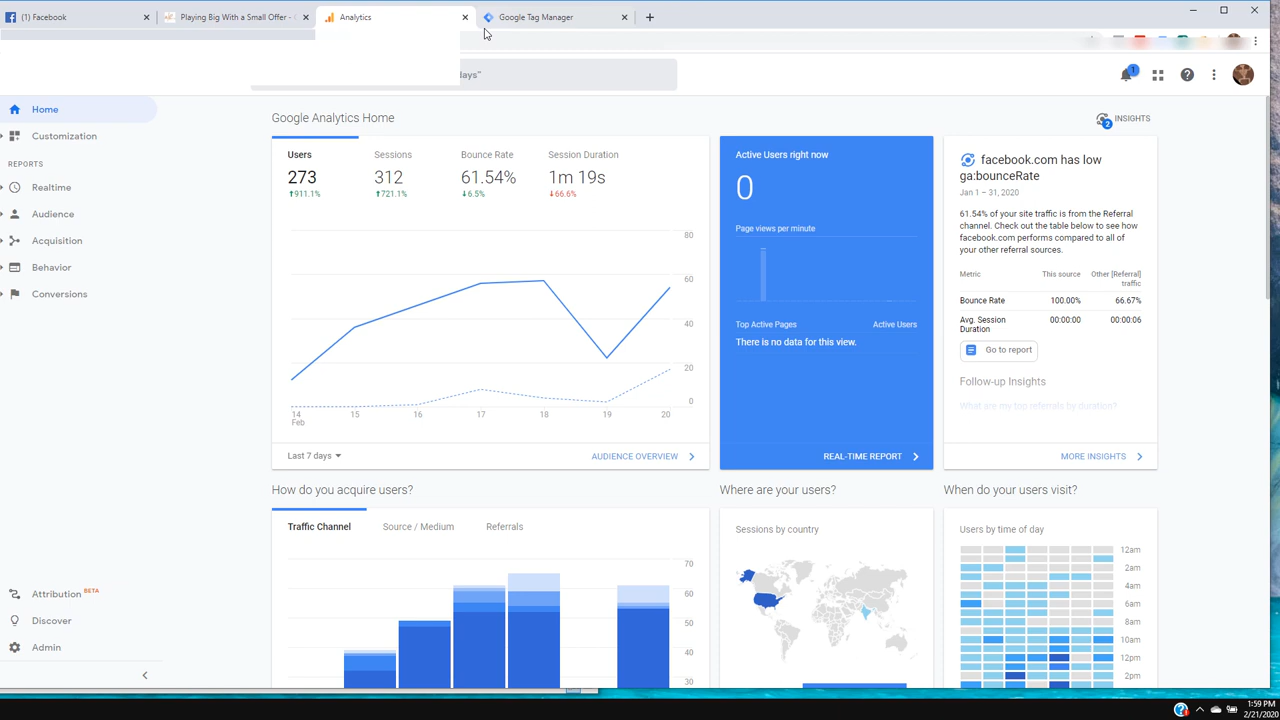 (1) Facebook
Playing Big With a Small Offer -
Analytics
Google Tag Manager
days"
1
Home
Customization
REPORTS
Realtime
Audience
Acquisition
Behavior
Conversions
Attribution BETA
Discover
Admin
Google Analytics Home
2
INSIGHTS
Users
273
911.1%
Sessions
312
721.1%
Bounce Rate
61.54%
6.5%
Session Duration
1m 19s
66.6%
80
60
40
20
0
14 15 16 17 18 19 20
Feb
Last 7 days
AUDIENCE OVERVIEW
Active Users right now
0
Page views per minute
Top Active Pages Active Users
There is no data for this view.
REAL-TIME REPORT
facebook.com has low
ga:bounceRate
Jan 1 – 31, 2020
61.54% of your site traffic is from the Referral
channel. Check out the table below to see how
facebook.com performs compared to all of
your other referral sources.
Metric This source Other [Referral]
traffic
Bounce Rate 100.00% 66.67%
Avg. Session 00:00:00 00:00:06
Duration
Go to report
Follow-up Insights
What are my top referrals by duration?
MORE INSIGHTS
How do you acquire users?
Traffic Channel Source / Medium Referrals
70
60
50
40
30
Where are your users?
Sessions by country
When do your users visit?
Users by time of day
12am
2am
4am
6am
8am
10am
12pm
2pm
1:59 PM
2/21/2020